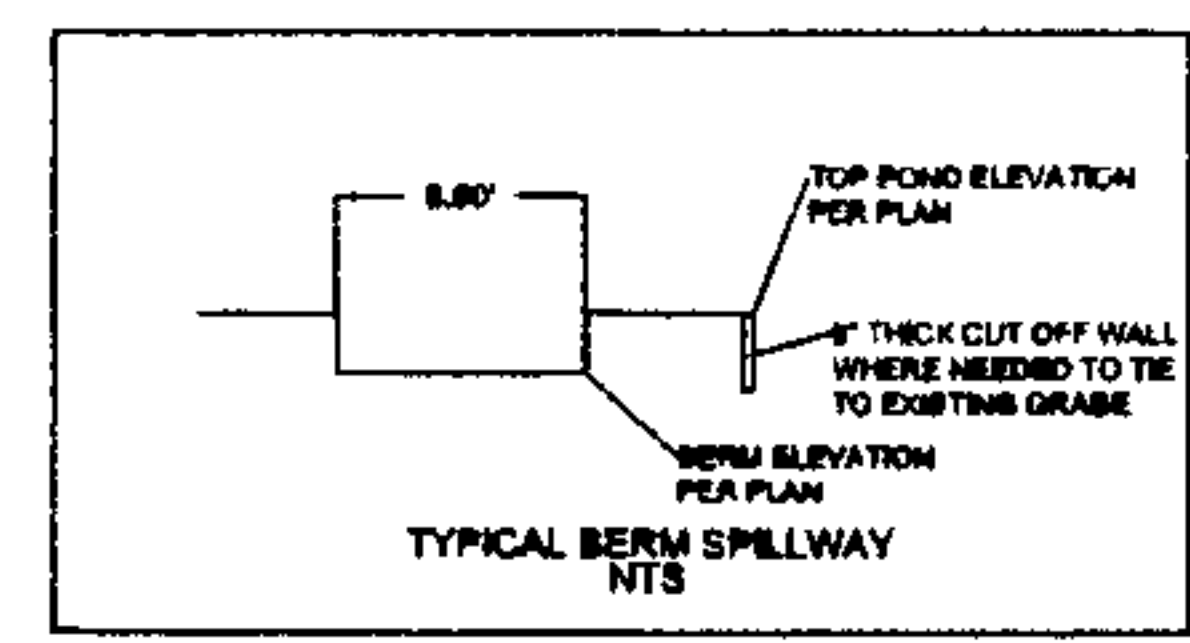 TOP POND ELEVATION
PER PLAN
THICK CUT OFF WALL
WHERE NEEDED TO TIE
TO EXISTING GRADE
BERM ELEVATION
PER PLAN
TYPICAL BERM SPILLWAY
NTS